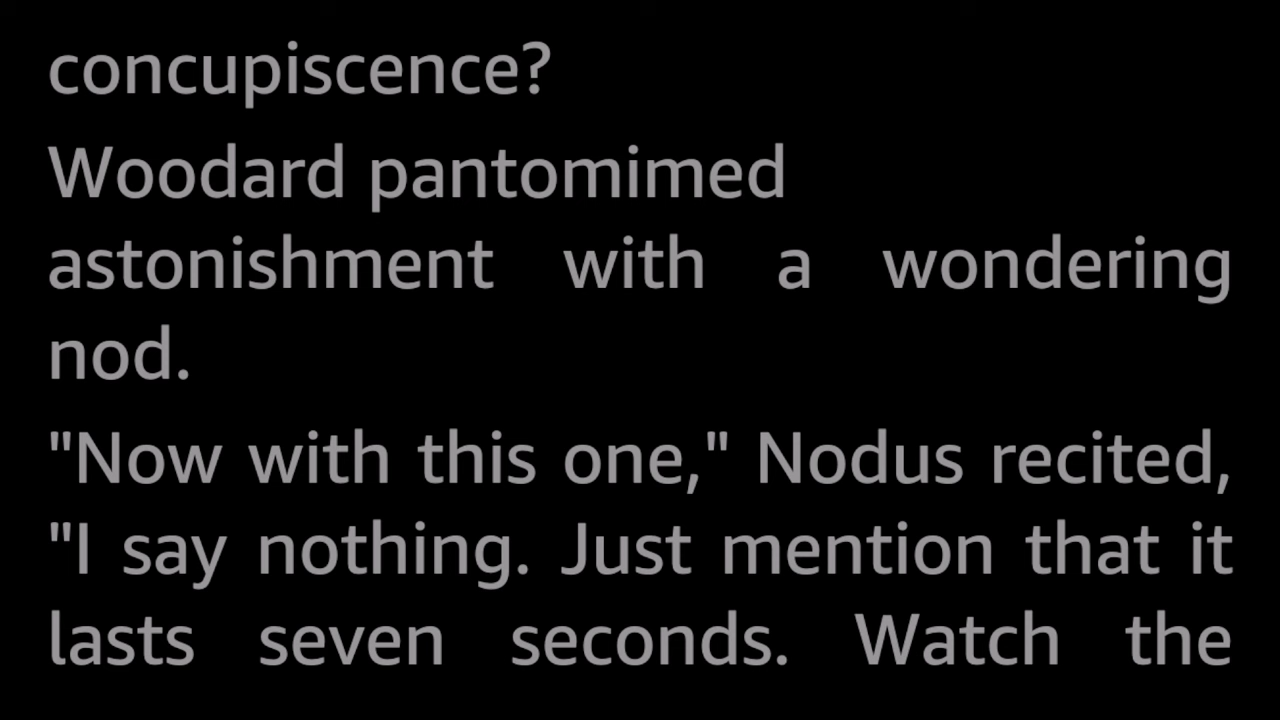 concupiscence?
Woodard pantomimed
astonishment with a wondering
nod.
"Now with this one," Nodus recited,
"I say nothing. Just mention that it
lasts seven seconds. Watch the